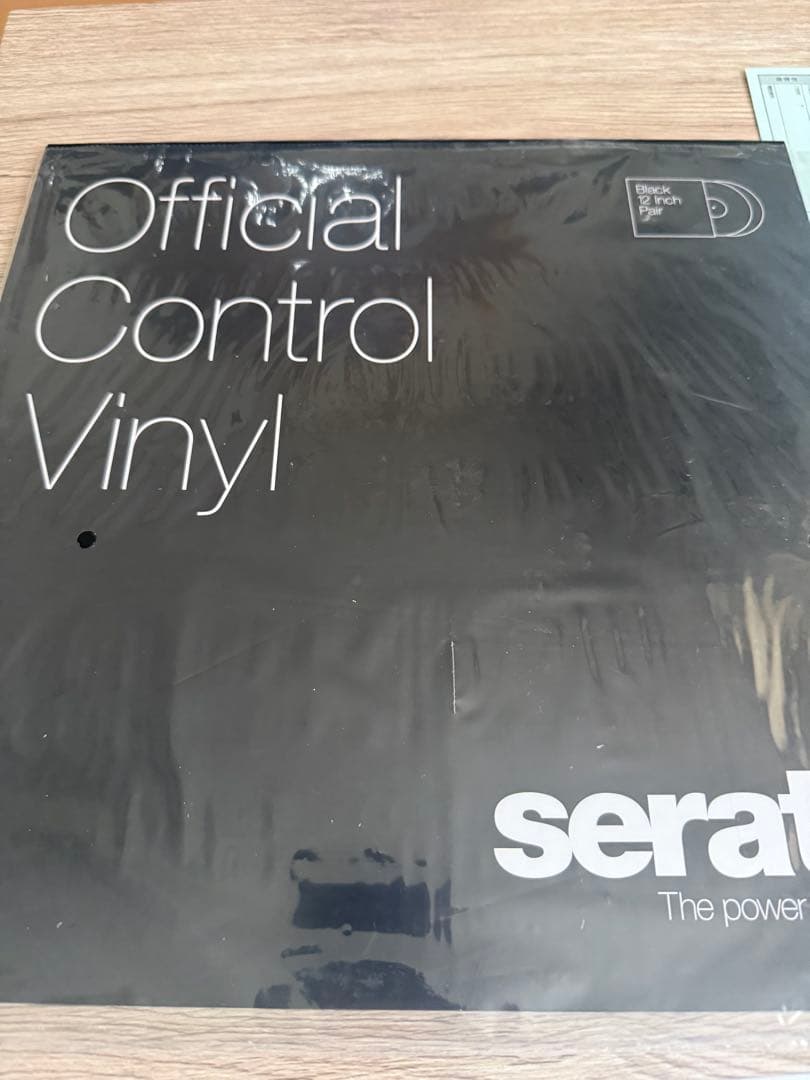 Official
Control
Vinyl
Black
12 Inch
Pair
serat
The power